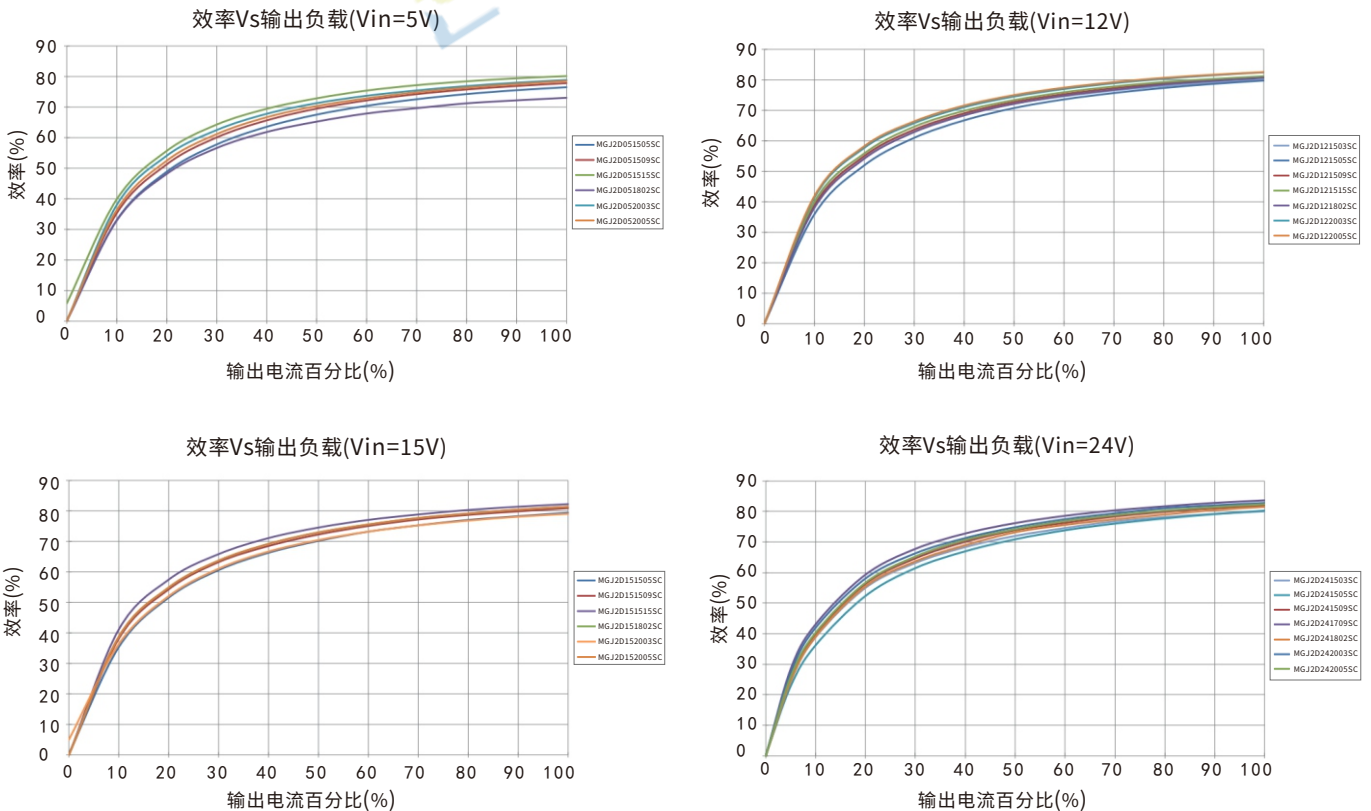 效率Vs输出负载(Vin=5V)
90
80
70
60
50
40
30
20
10
0
效率(%)
0 10 20 30 40 50 60 70 80 90 100
输出电流百分比(%)
MGJ2D051505SC
MGJ2D051509SC
MGJ2D051515SC
MGJ2D051802SC
MGJ2D052003SC
MGJ2D052005SC
效率Vs输出负载(Vin=12V)
90
80
70
60
50
40
30
20
10
0
效率(%)
0 10 20 30 40 50 60 70 80 90 100
输出电流百分比(%)
MGJ2D121503SC
MGJ2D121505SC
MGJ2D121509SC
MGJ2D121515SC
MGJ2D121802SC
MGJ2D122003SC
MGJ2D122005SC
效率Vs输出负载(Vin=15V)
90
80
70
60
50
40
30
20
10
0
效率(%)
0 10 20 30 40 50 60 70 80 90 100
输出电流百分比(%)
MGJ2D151505SC
MGJ2D151509SC
MGJ2D151515SC
MGJ2D151802SC
MGJ2D152003SC
MGJ2D152005SC
效率Vs输出负载(Vin=24V)
90
80
70
60
50
40
30
20
10
0
效率(%)
0 10 20 30 40 50 60 70 80 90 100
输出电流百分比(%)
MGJ2D241503SC
MGJ2D241505SC
MGJ2D241509SC
MGJ2D241709SC
MGJ2D241802SC
MGJ2D242003SC
MGJ2D242005SC